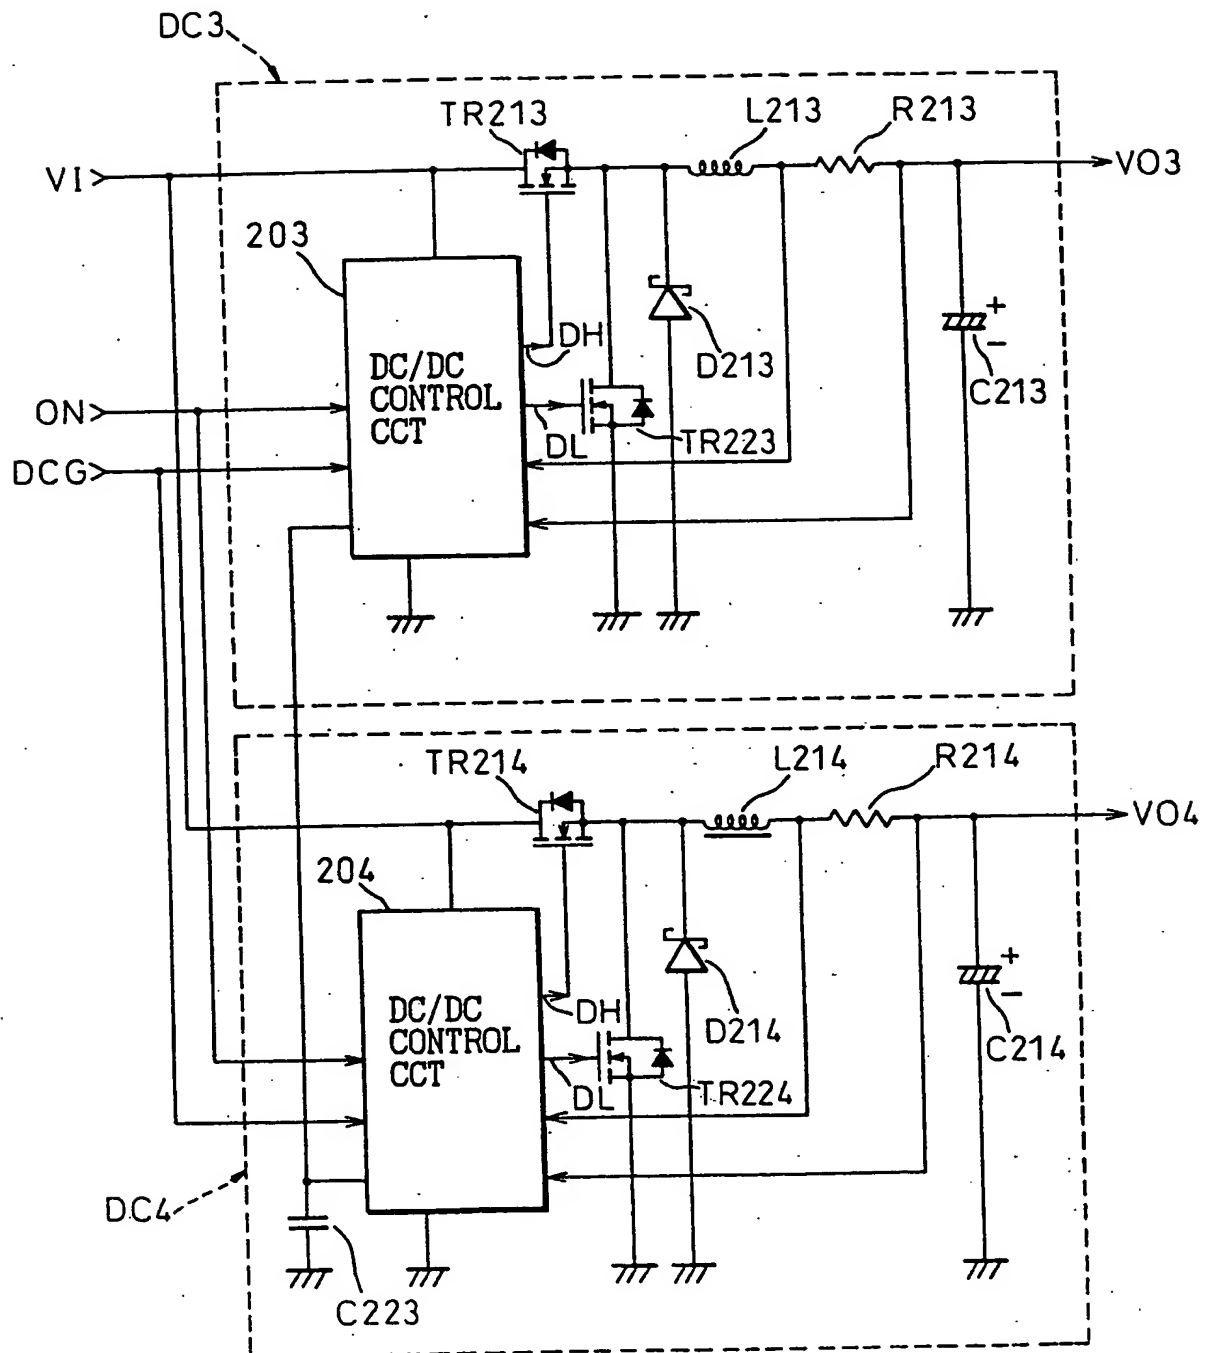 DC3
TR213
L213
R213
VI
VO3
203
DH
D213
+
-
C213
DC/DC
CONTROL
CCT
ON
DL
TR223
DCG
TR214
L214
R214
VO4
204
DH
D214
+
-
C214
DC/DC
CONTROL
CCT
DL
TR224
DC4
C223